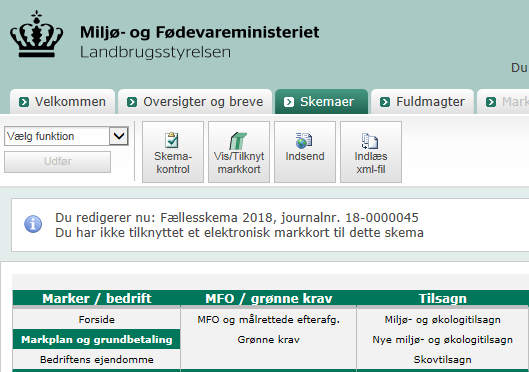 Miljø- og Fødevareministeriet
Landbrugsstyrelsen
Du
Velkommen
Oversigter og breve
Skemaer
Fuldmagter
Mark
Vælg funktion
Udfør
Skema-
kontrol
Vis/Tilknyt
markkort
Indsend
Indlæs
xml-fil
Du redigerer nu: Fællesskema 2018, journalnr. 18-0000045
Du har ikke tilknyttet et elektronisk markkort til dette skema
Marker / bedrift
MFO / grønne krav
Tilsagn
Forside
MFO og målrettede efterafg.
Miljø- og økologitilsagn
Markplan og grundbetaling
Grønne krav
Nye miljø- og økologitilsagn
Bedriftens ejendomme
Skovtilsagn